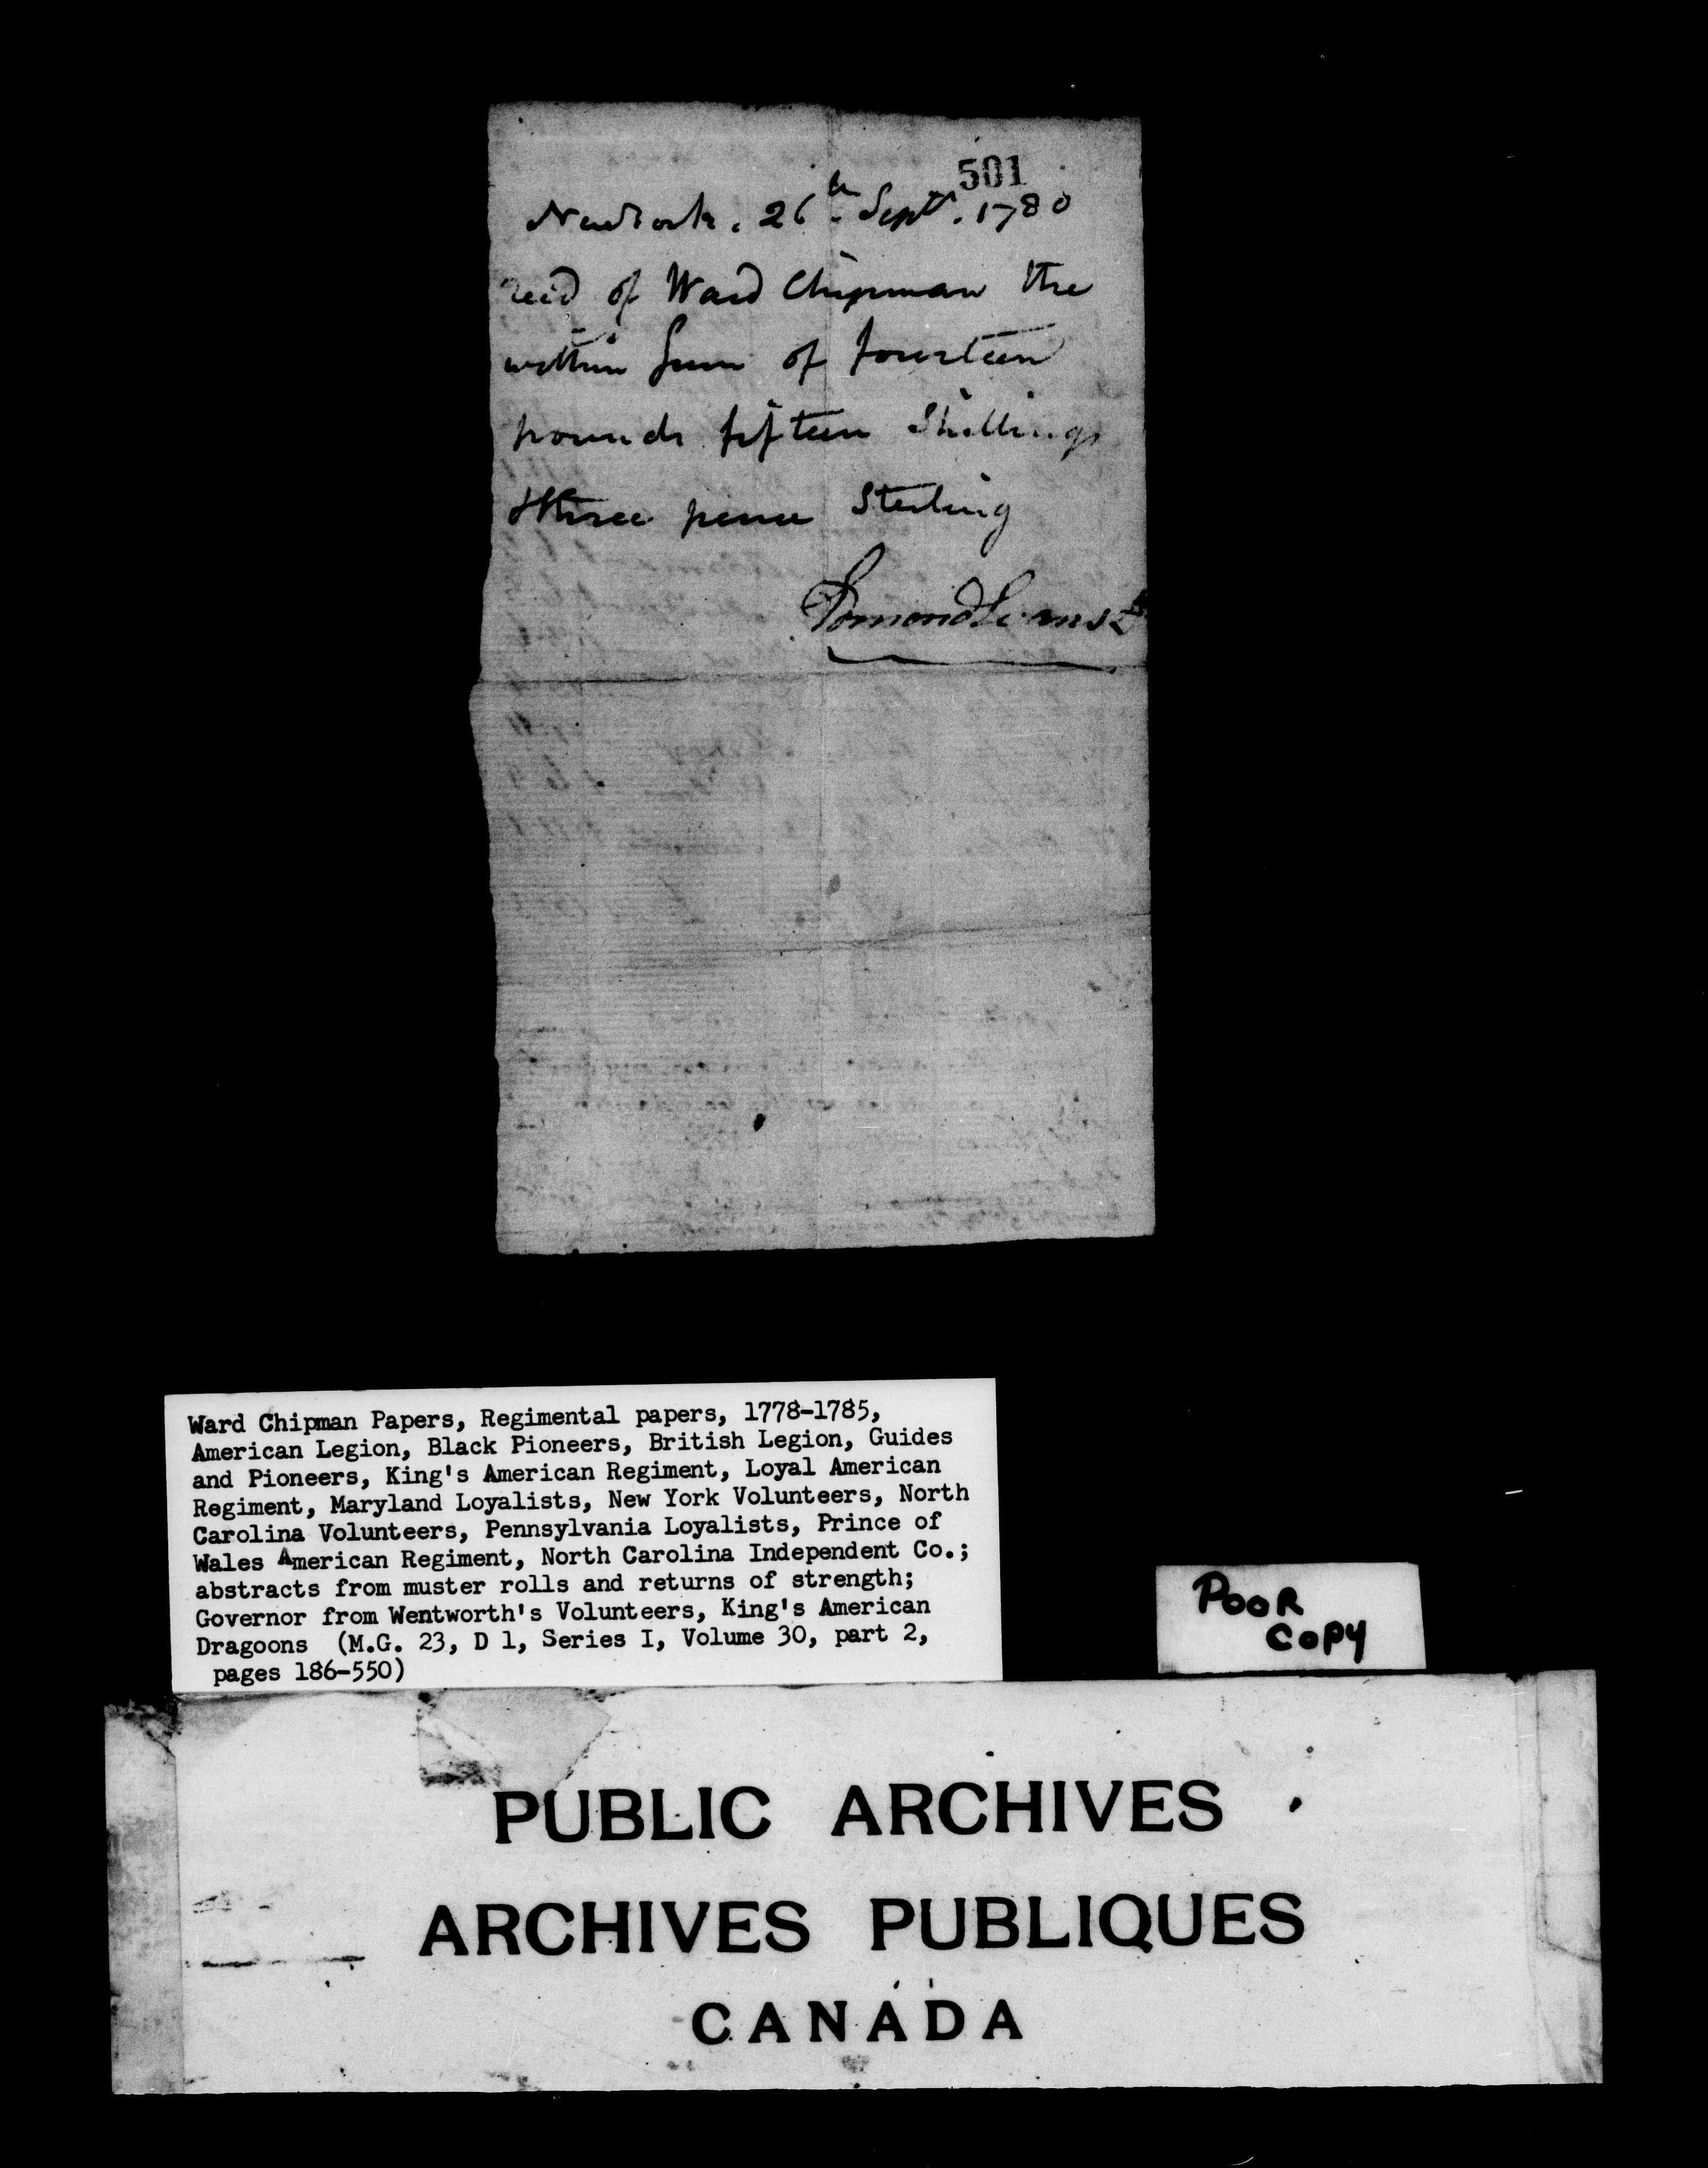 501
NewYork. 26th Septr. 1780
recd of Ward Chipman the
within Sum of fourteen
pounds fifteen Shillings
three pence Sterling
Ward Chipman Papers, Regimental papers, 1778-1785,
American Legion, Black Pioneers, British Legion, Guides
and Pioneers, King's American Regiment, Loyal American
Regiment, Maryland Loyalists, New York Volunteers, North
Carolina Volunteers, Pennsylvania Loyalists, Prince of
Wales American Regiment, North Carolina Independent Co.;
abstracts from muster rolls and returns of strength;
Governor from Wentworth's Volunteers, King's American
Dragoons (M.G. 23, D 1, Series I, Volume 30, part 2,
pages 186-550)
POOR
COPY
PUBLIC ARCHIVES
ARCHIVES PUBLIQUES
CANADA